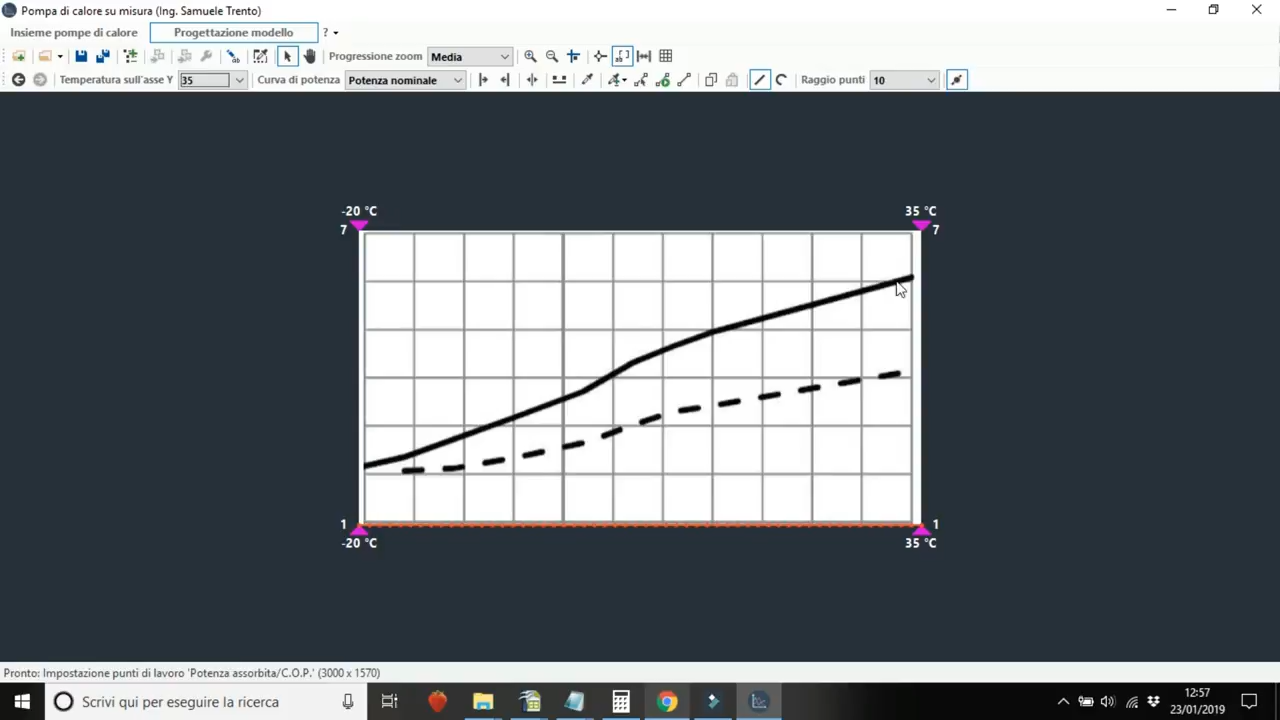 Pompa di calore su misura (Ing. Samuele Trento)
Insieme pompe di calore
Progettazione modello
?
Progressione zoom
Media
Temperatura sull'asse Y
35
Curva di potenza
Potenza nominale
Raggio punti
10
-20 °C
35 °C
7
7
1
1
-20 °C
35 °C
Pronto: Impostazione punti di lavoro 'Potenza assorbita/C.O.P.' (3000 x 1570)
Scrivi qui per eseguire la ricerca
12:57
23/01/2019